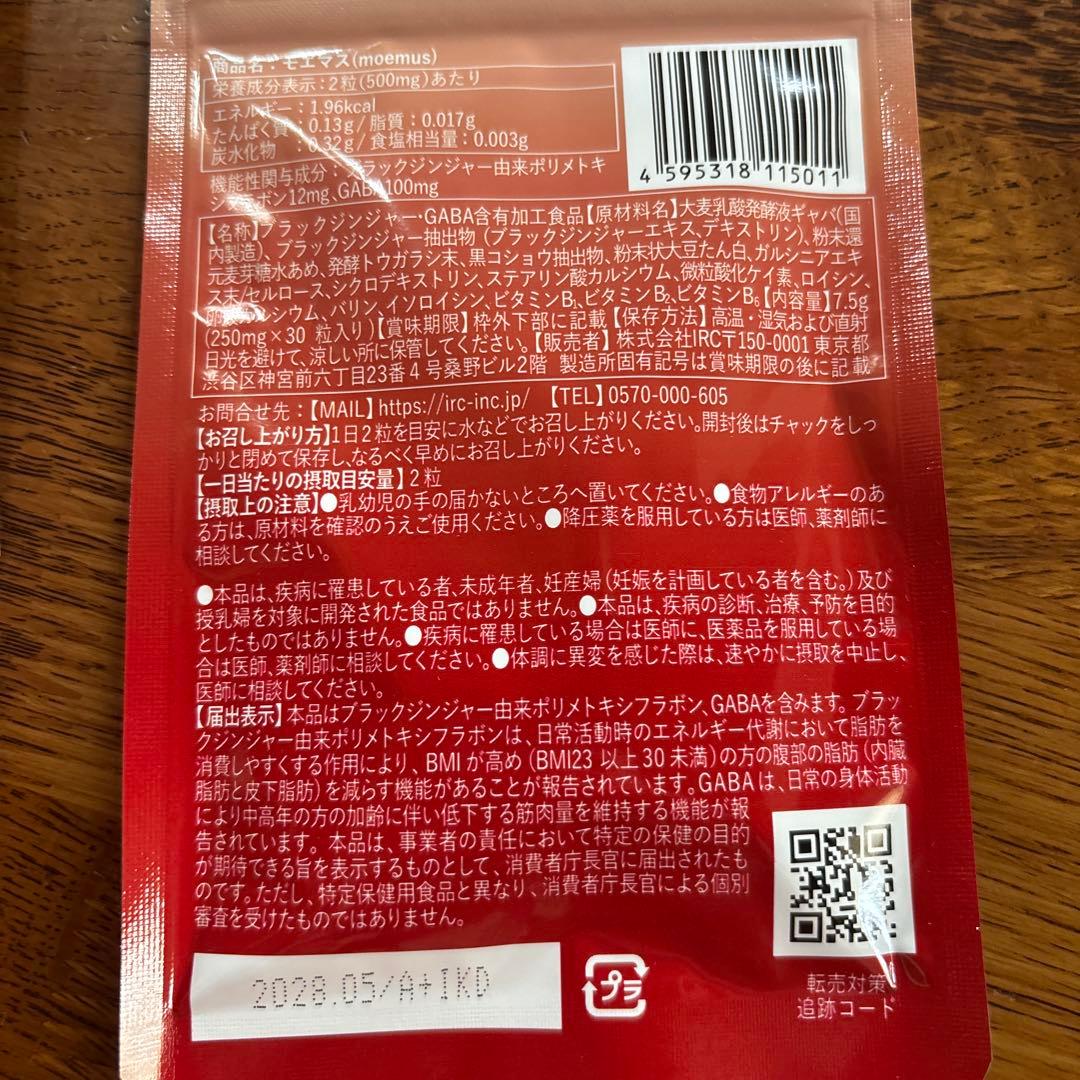 商品名：モエマス(moemus)
栄養成分表示：2粒(500mg)あたり
エネルギー：1.96kcal
たんぱく質：0.13g / 脂質：0.017g
炭水化物：0.32g / 食塩相当量：0.003g
機能性関与成分：ブラックジンジャー由来ポリメトキ
シフラボン12mg、GABA100mg
4 595318 115011
【名称】ブラックジンジャー・GABA含有加工食品【原材料名】大麦乳酸発酵液ギャバ(国
内製造)、ブラックジンジャー抽出物(ブラックジンジャーエキス、デキストリン)、粉末還
元麦芽糖水あめ、発酵トウガラシ末、黒コショウ抽出物、粉末状大豆たん白、ガルシニアエキ
ス末/セルロース、シクロデキストリン、ステアリン酸カルシウム、微粒酸化ケイ素、ロイシン、
卵殻カルシウム、バリン、イソロイシン、ビタミンB₁、ビタミンB₂、ビタミンB₆【内容量】7.5g
(250mg×30 粒入り)【賞味期限】枠外下部に記載【保存方法】高温・湿気および直射
日光を避けて、涼しい所に保管してください。【販売者】株式会社IRC〒150-0001 東京都
渋谷区神宮前六丁目23番4号桑野ビル2階 製造所固有記号は賞味期限の後に記載
お問合せ先：【MAIL】https://irc-inc.jp/ 【TEL】0570-000-605
【お召し上がり方】1日2粒を目安に水などでお召し上がりください。開封後はチャックをしっ
かりと閉めて保存し、なるべく早めにお召し上がりください。
【一日当たりの摂取目安量】2粒
【摂取上の注意】●乳幼児の手の届かないところへ置いてください。●食物アレルギーのあ
る方は、原材料を確認のうえご使用ください。●降圧薬を服用している方は医師、薬剤師に
相談してください。
●本品は、疾病に罹患している者、未成年者、妊産婦(妊娠を計画している者を含む。)及び
授乳婦を対象に開発された食品ではありません。●本品は、疾病の診断、治療、予防を目的
としたものではありません。●疾病に罹患している場合は医師に、医薬品を服用している場
合は医師、薬剤師に相談してください。●体調に異変を感じた際は、速やかに摂取を中止し、
医師に相談してください。
【届出表示】本品はブラックジンジャー由来ポリメトキシフラボン、GABAを含みます。ブラッ
クジンジャー由来ポリメトキシフラボンは、日常活動時のエネルギー代謝において脂肪を
消費しやすくする作用により、BMIが高め(BMI23 以上30 未満)の方の腹部の脂肪(内臓
脂肪と皮下脂肪)を減らす機能があることが報告されています。GABAは、日常の身体活動
により中高年の方の加齢に伴い低下する筋肉量を維持する機能が報
告されています。本品は、事業者の責任において特定の保健の目的
が期待できる旨を表示するものとして、消費者庁長官に届出されたも
のです。ただし、特定保健用食品と異なり、消費者庁長官による個別
審査を受けたものではありません。
2028.05/A+IKD
プラ
転売対策
追跡コード